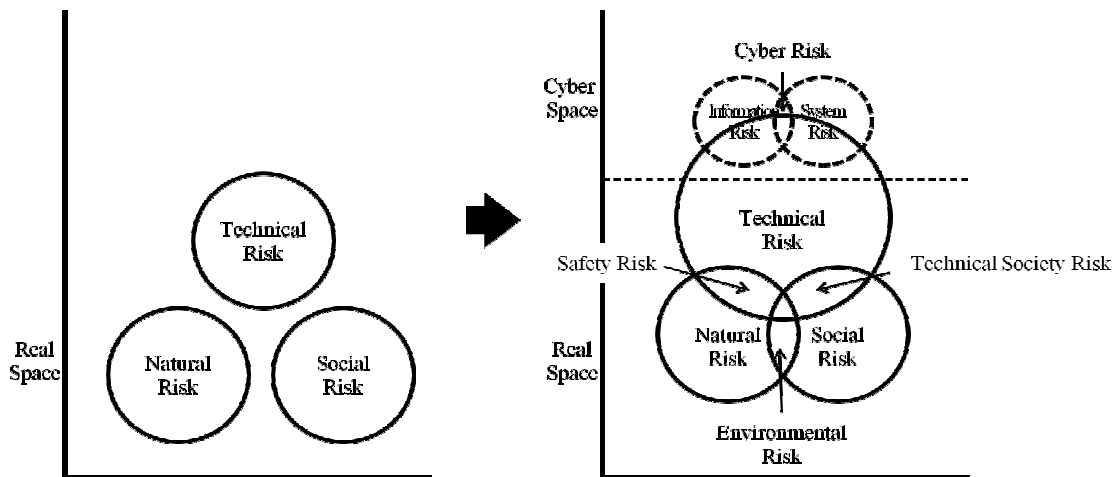 Technical
Risk
Natural
Risk
Social
Risk
Real
Space
Cyber Risk
Cyber
Space
Information
Risk
System
Risk
Technical
Risk
Safety Risk
Technical Society Risk
Natural
Risk
Social
Risk
Real
Space
Environmental
Risk